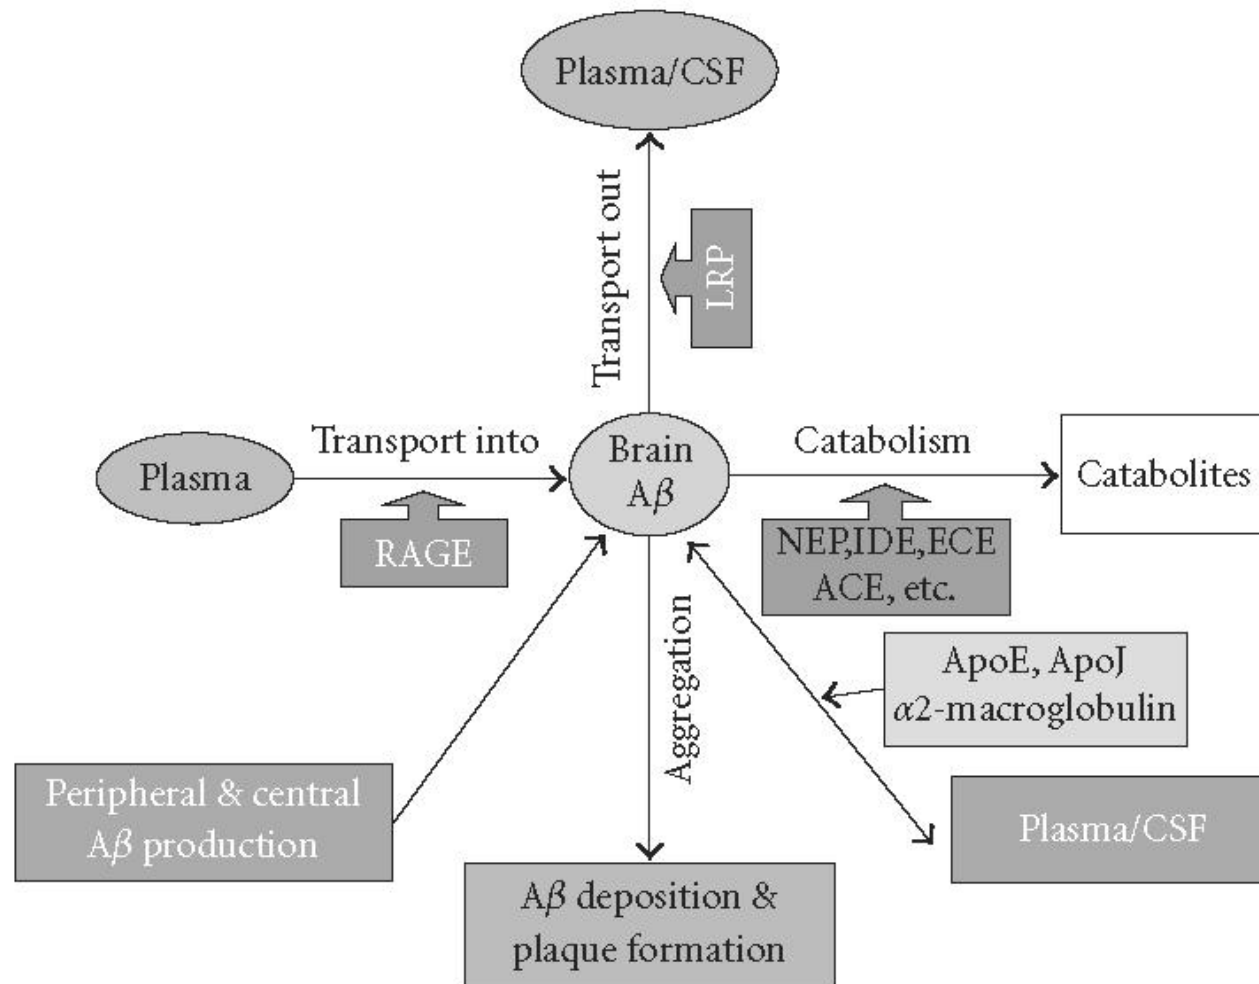 Plasma/CSF
Transport out
LRP
Transport into
Brain
Aβ
Catabolism
Plasma
Catabolites
RAGE
NEP,IDE,ECE
ACE, etc.
Aggregation
ApoE, ApoJ
α2-macroglobulin
Peripheral & central
Aβ production
Plasma/CSF
Aβ deposition &
plaque formation